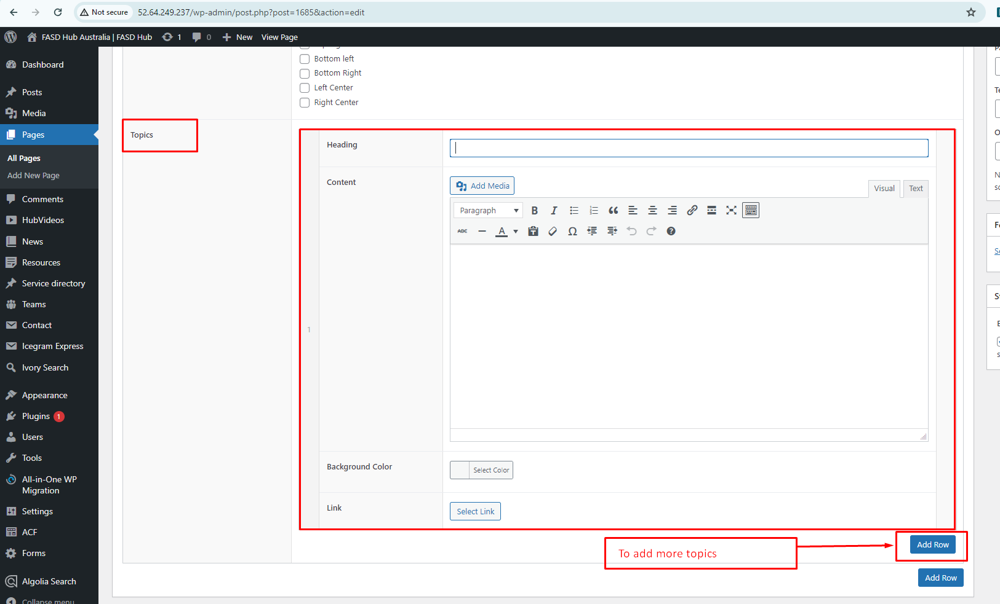 Not secure 52.64.249.237/wp-admin/post.php?post=1685&action=edit
FASD Hub Australia | FASD Hub 1 0 New View Page
Dashboard
Posts
Media
Pages
All Pages
Add New Page
Comments
HubVideos
News
Resources
Service directory
Teams
Contact
Icegram Express
Ivory Search
Appearance
Plugins 1
Users
Tools
All-in-One WP
Migration
Settings
ACF
Forms
Algolia Search
Collapse menu
Bottom left
Bottom Right
Left Center
Right Center
Topics
1
Heading
Content
Add Media
Visual Text
Paragraph
ABC
Background Color
Select Color
Link
Select Link
To add more topics
Add Row
Add Row